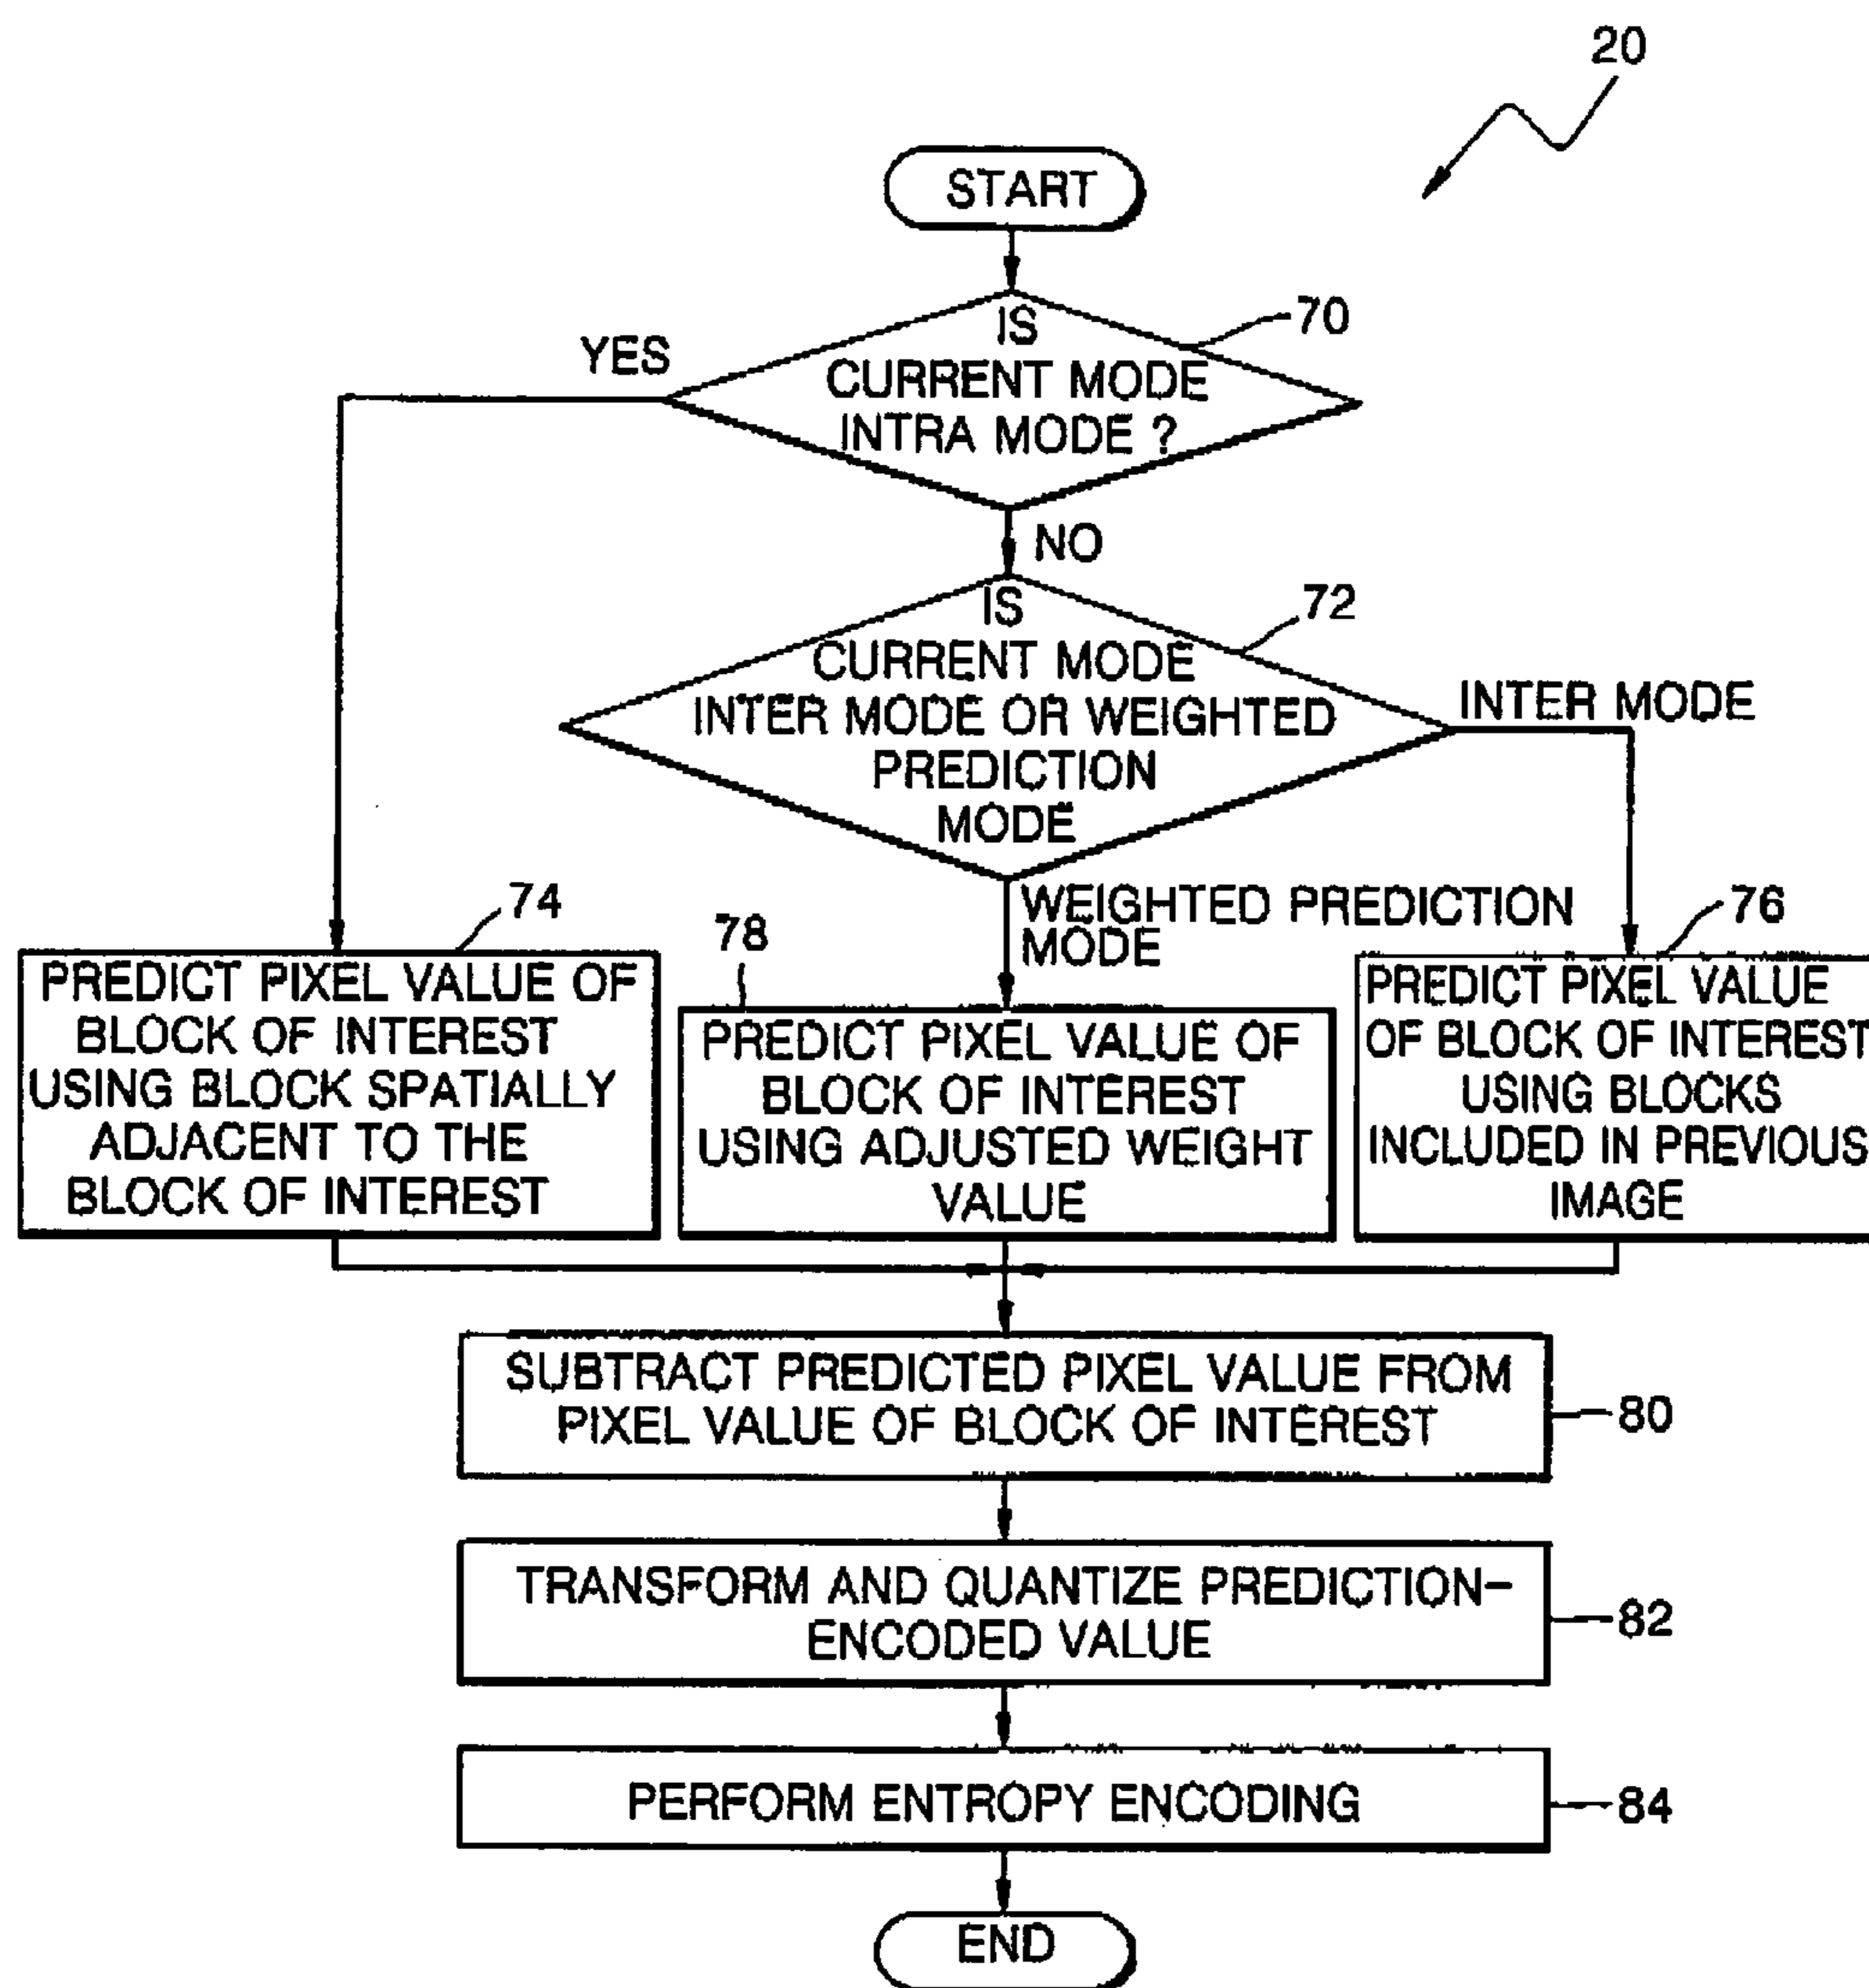 20
START
70
IS
CURRENT MODE
INTRA MODE ?
YES
NO
72
IS
CURRENT MODE
INTER MODE OR WEIGHTED
PREDICTION
MODE
INTER MODE
WEIGHTED PREDICTION
MODE
74
PREDICT PIXEL VALUE OF
BLOCK OF INTEREST
USING BLOCK SPATIALLY
ADJACENT TO THE
BLOCK OF INTEREST
78
PREDICT PIXEL VALUE OF
BLOCK OF INTEREST
USING ADJUSTED WEIGHT
VALUE
76
PREDICT PIXEL VALUE
OF BLOCK OF INTEREST
USING BLOCKS
INCLUDED IN PREVIOUS
IMAGE
SUBTRACT PREDICTED PIXEL VALUE FROM
PIXEL VALUE OF BLOCK OF INTEREST
80
TRANSFORM AND QUANTIZE PREDICTION-
ENCODED VALUE
82
PERFORM ENTROPY ENCODING
84
END